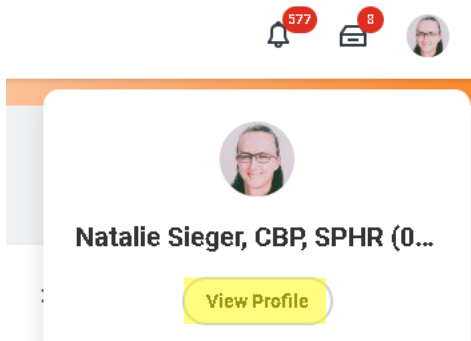 577 8
Natalie Sieger, CBP, SPHR (0...
View Profile